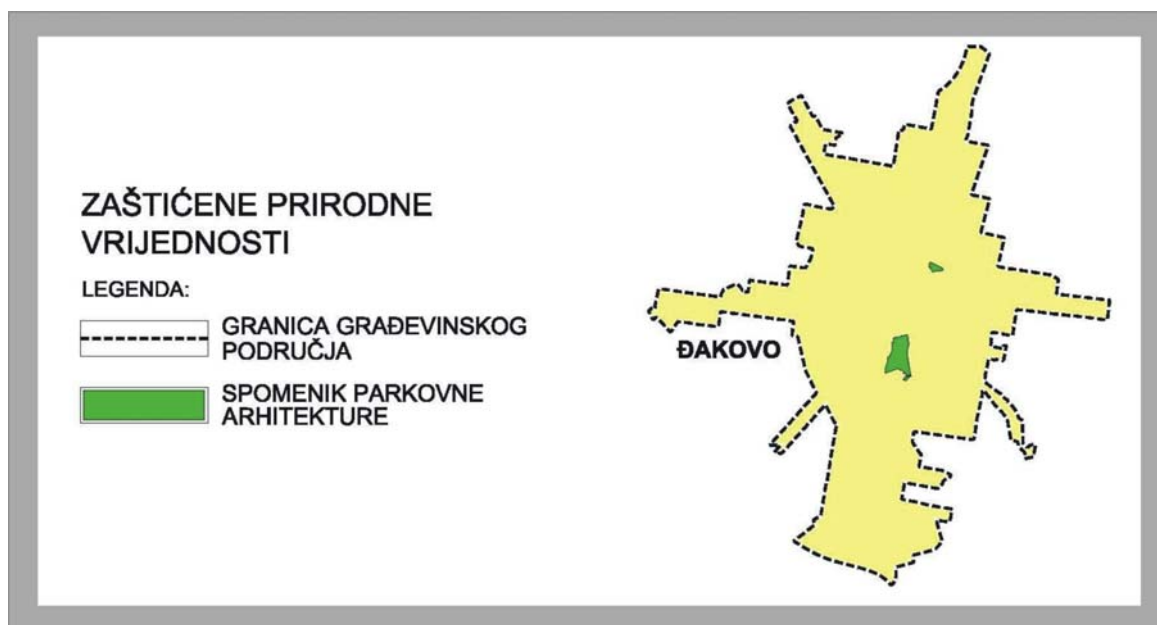 ZAŠTIĆENE PRIRODNE
VRIJEDNOSTI
LEGENDA:
GRANICA GRAĐEVINSKOG
PODRUČJA
SPOMENIK PARKOVNE
ARHITEKTURE
ĐAKOVO